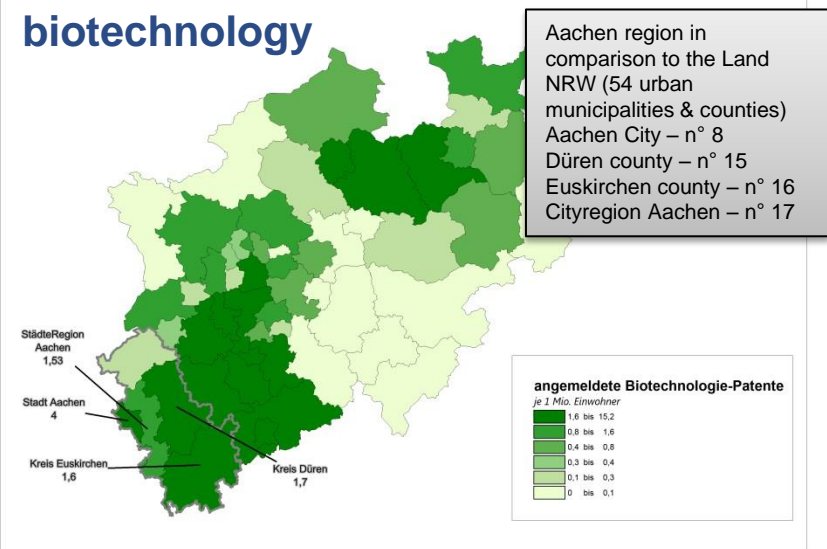 biotechnology
Aachen region in
comparison to the Land
NRW (54 urban
municipalities & counties)
Aachen City – n° 8
Düren county – n° 15
Euskirchen county – n° 16
Cityregion Aachen – n° 17
StädteRegion
Aachen
1,53
Stadt Aachen
4
Kreis Euskirchen
1,6
Kreis Düren
1,7
angemeldete Biotechnologie-Patente
je 1 Mio. Einwohner
1,6 bis 15,2
0,8 bis 1,6
0,4 bis 0,8
0,3 bis 0,4
0,1 bis 0,3
0 bis 0,1